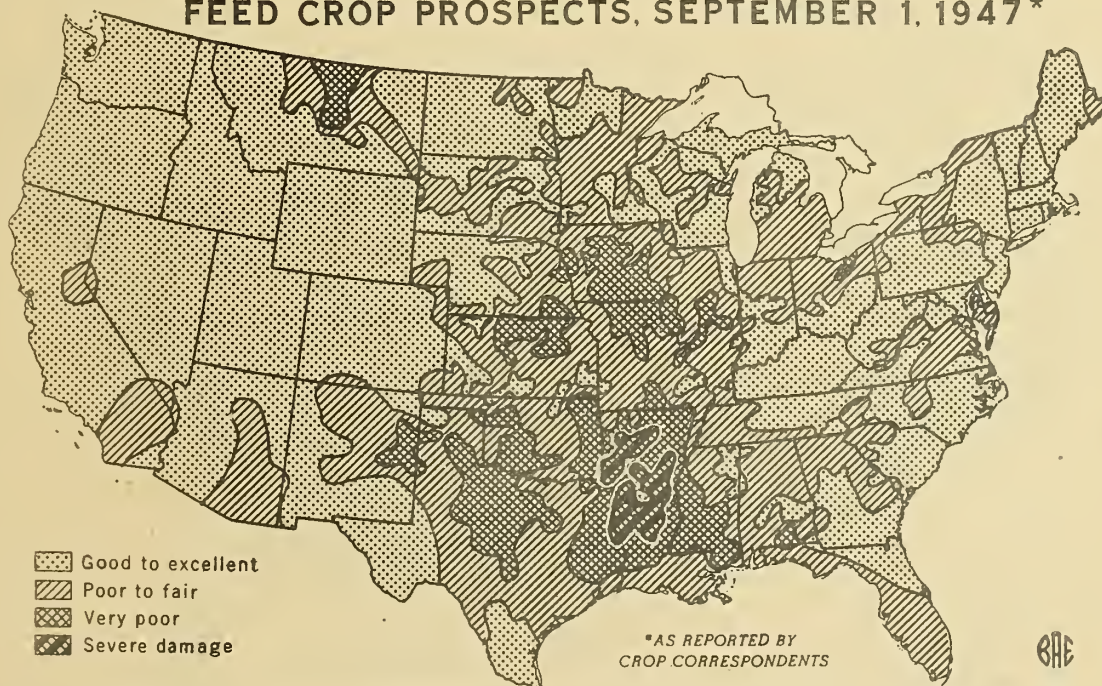 FEED CROP PROSPECTS, SEPTEMBER 1, 1947*
Good to excellent
Poor to fair
Very poor
Severe damage
*AS REPORTED BY
CROP CORRESPONDENTS
BAE